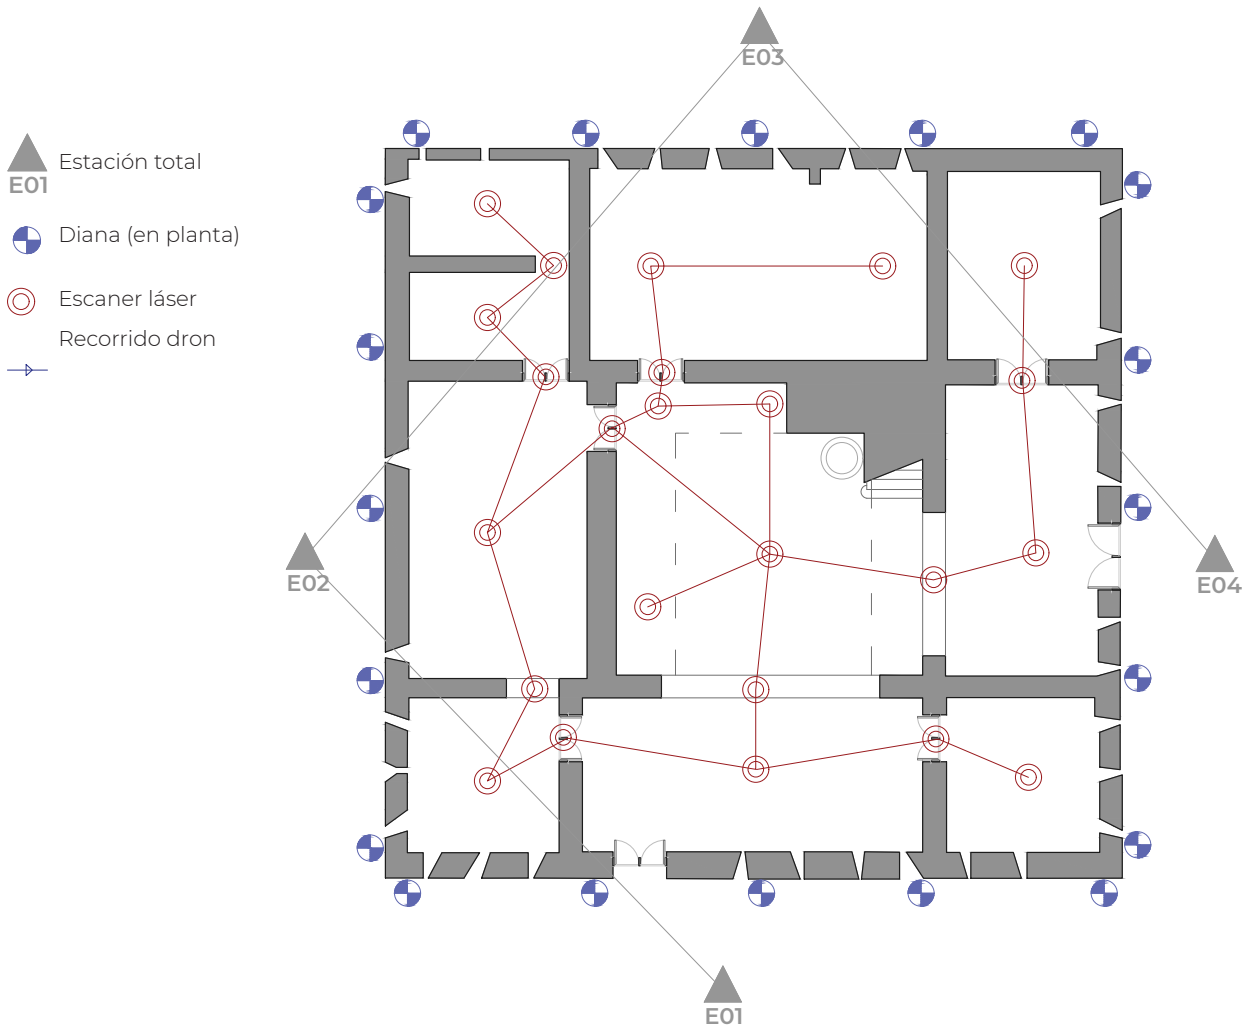 E03
Estación total
E01
Diana (en planta)
Escaner láser
Recorrido dron
E02
E04
E01